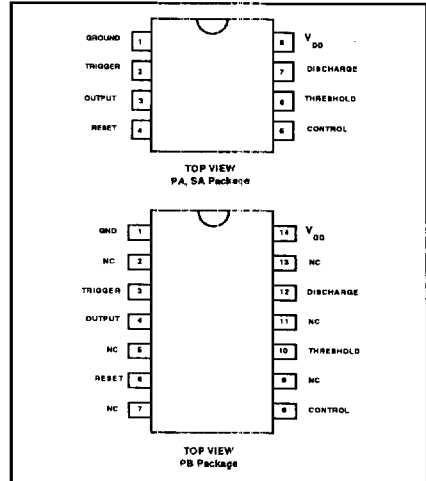 GROUND 1 8 VDD
TRIGGER 2 7 DISCHARGE
OUTPUT 3 6 THRESHOLD
RESET 4 5 CONTROL
TOP VIEW
PA, SA Package
GND 1 14 VDD
NC 2 13 NC
TRIGGER 3 12 DISCHARGE
OUTPUT 4 11 NC
NC 5 10 THRESHOLD
RESET 6 9 NC
NC 7 8 CONTROL
TOP VIEW
PB Package